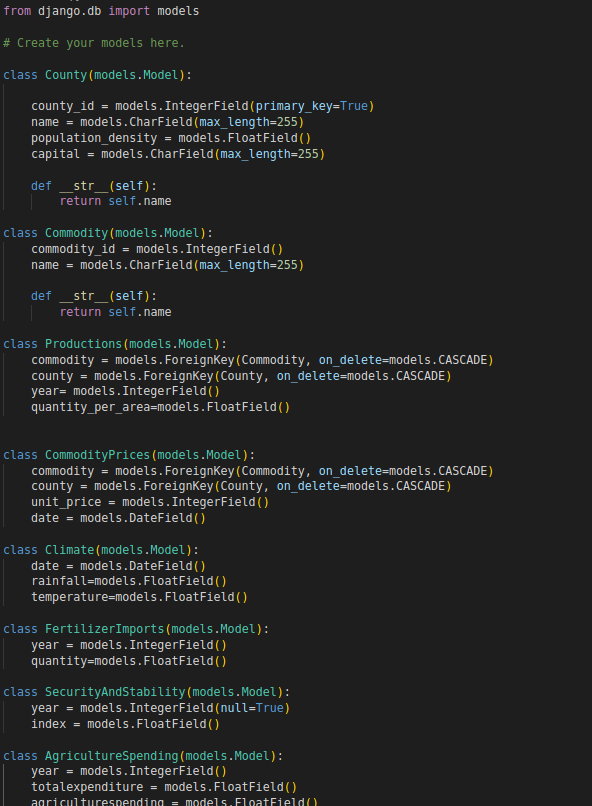 from django.db import models
# Create your models here.
class County(models.Model):
county_id = models.IntegerField(primary_key=True)
name = models.CharField(max_length=255)
population_density = models.FloatField()
capital = models.CharField(max_length=255)
def __str__(self):
return self.name
class Commodity(models.Model):
commodity_id = models.IntegerField()
name = models.CharField(max_length=255)
def __str__(self):
return self.name
class Productions(models.Model):
commodity = models.ForeignKey(Commodity, on_delete=models.CASCADE)
county = models.ForeignKey(County, on_delete=models.CASCADE)
year= models.IntegerField()
quantity_per_area=models.FloatField()
class CommodityPrices(models.Model):
commodity = models.ForeignKey(Commodity, on_delete=models.CASCADE)
county = models.ForeignKey(County, on_delete=models.CASCADE)
unit_price = models.IntegerField()
date = models.DateField()
class Climate(models.Model):
date = models.DateField()
rainfall=models.FloatField()
temperature=models.FloatField()
class FertilizerImports(models.Model):
year = models.IntegerField()
quantity=models.FloatField()
class SecurityAndStability(models.Model):
year = models.IntegerField(null=True)
index = models.FloatField()
class AgricultureSpending(models.Model):
year = models.IntegerField()
totalexpenditure = models.FloatField()
agriculturespending = models.FloatField()